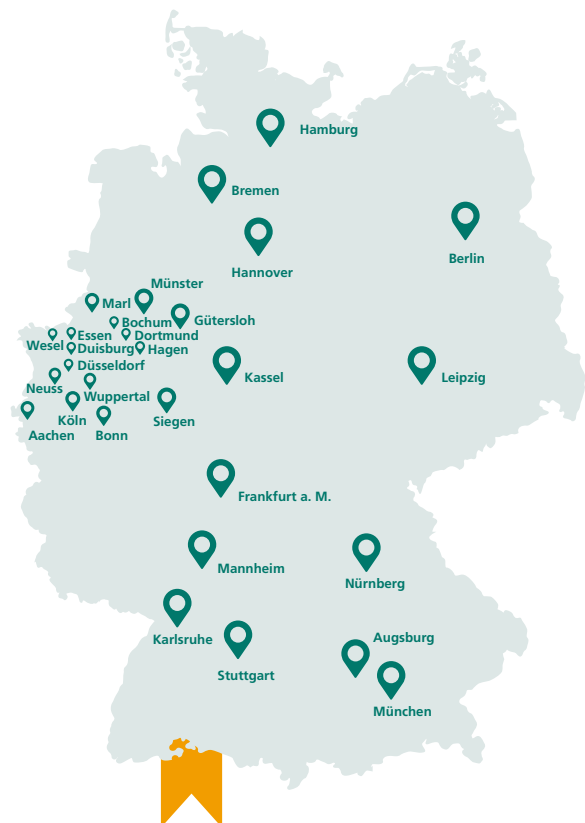 Hamburg
Bremen
Berlin
Hannover
Münster
Marl
Gütersloh
Bochum
Essen
Dortmund
Wesel
Duisburg
Hagen
Düsseldorf
Kassel
Leipzig
Neuss
Wuppertal
Köln
Siegen
Aachen
Bonn
Frankfurt a. M.
Mannheim
Nürnberg
Karlsruhe
Augsburg
Stuttgart
München